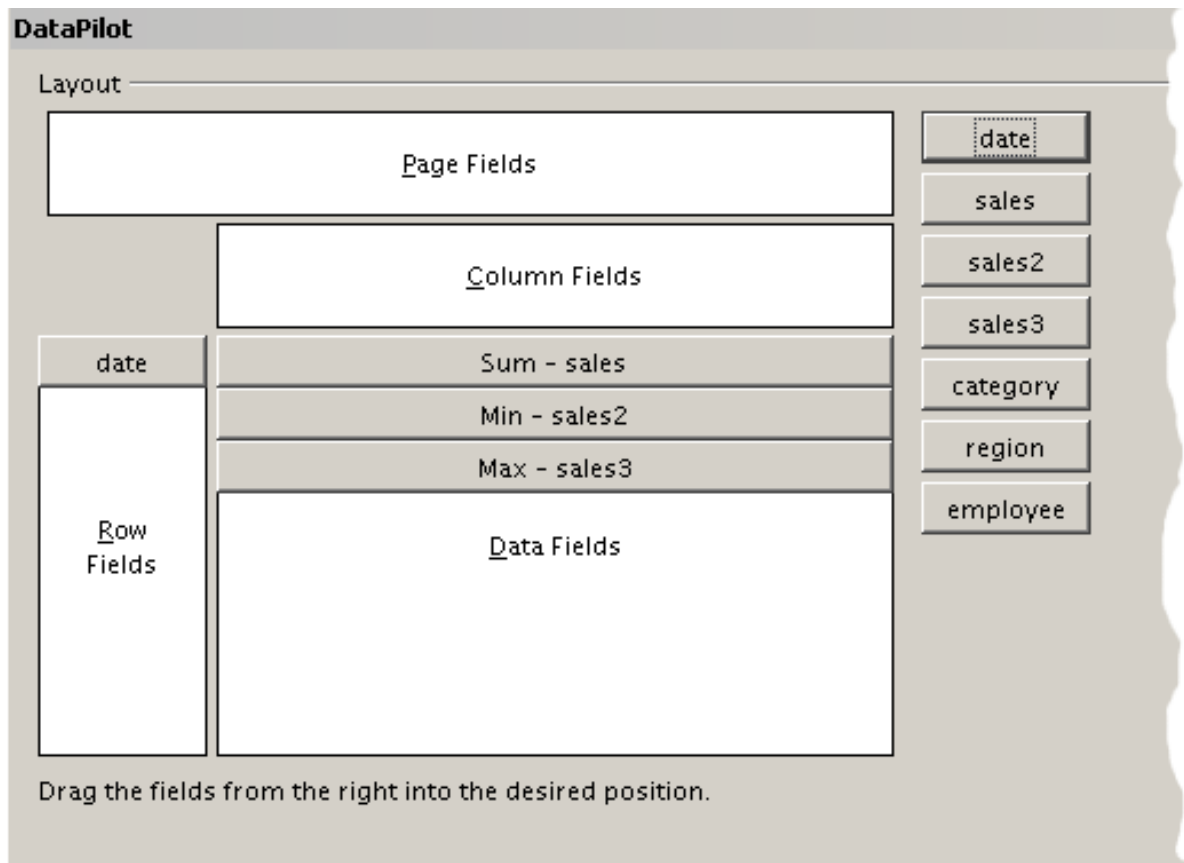 DataPilot
Layout
Page Fields
date
sales
Column Fields
sales2
sales3
date
Sum - sales
category
Min - sales2
region
Max - sales3
employee
Row
Fields
Data Fields
Drag the fields from the right into the desired position.